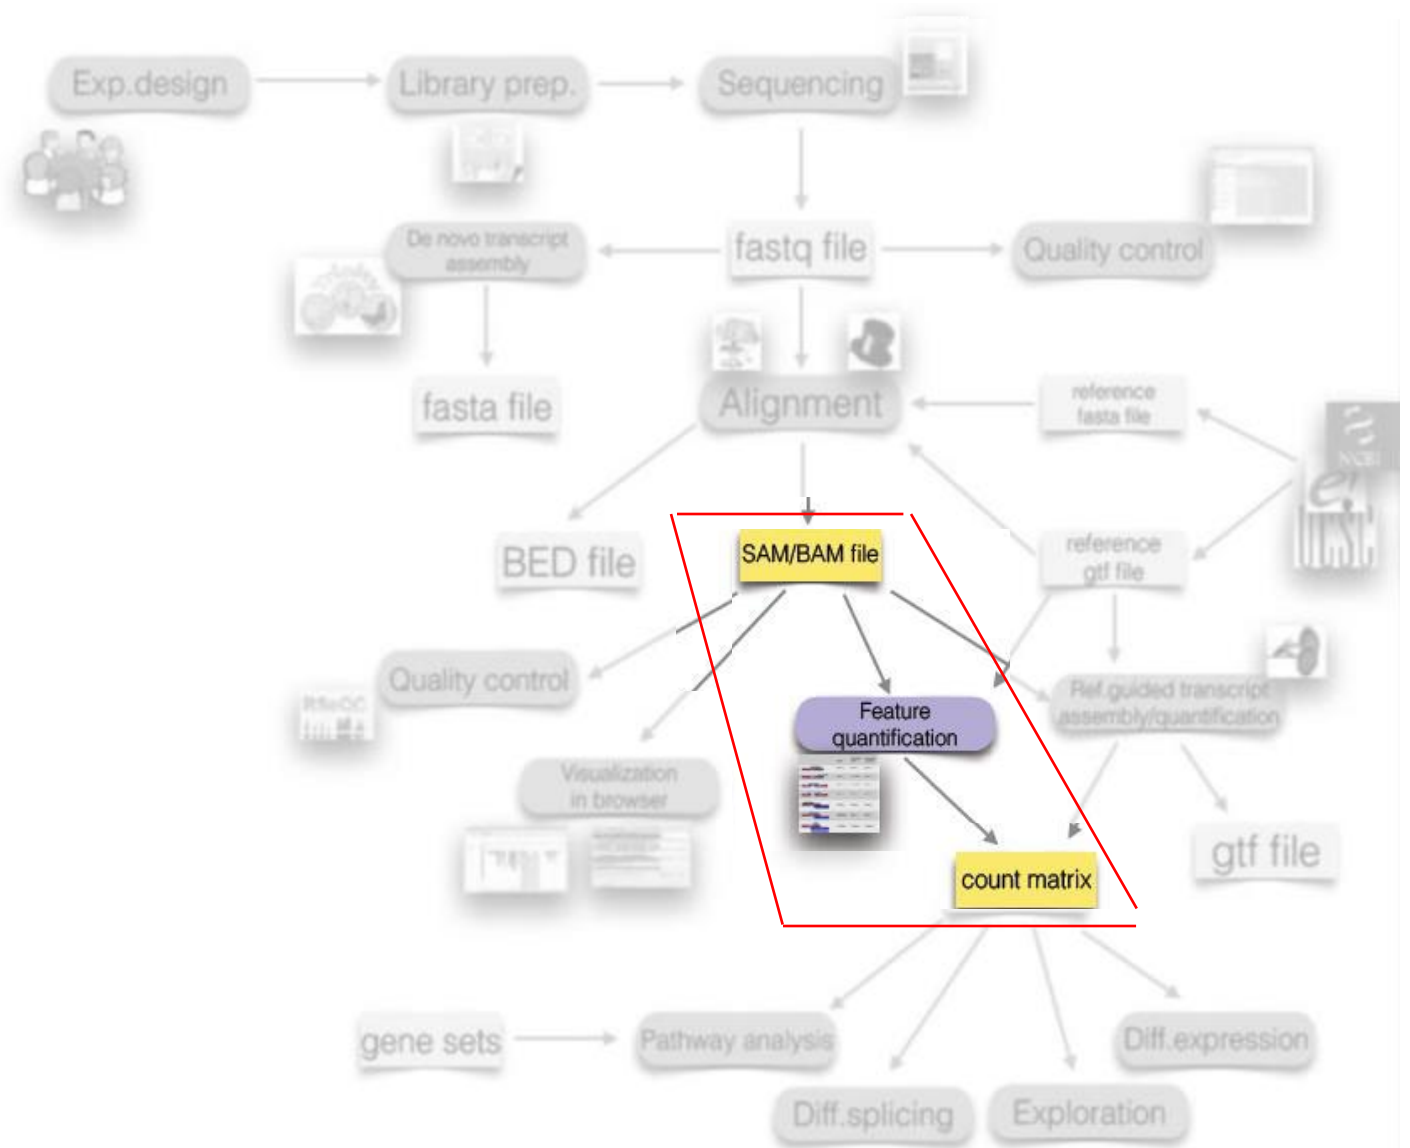 Exp.design
Library prep.
Sequencing
De novo transcript
assembly
fastq file
Quality control
fasta file
Alignment
reference
fasta file
NCBI
e!
BED file
SAM/BAM file
reference
gtf file
Quality control
RSeQC
Feature
quantification
Ref.guided transcript
assembly/quantification
Visualization
in browser
count matrix
gtf file
gene sets
Pathway analysis
Diff.expression
Diff.splicing
Exploration